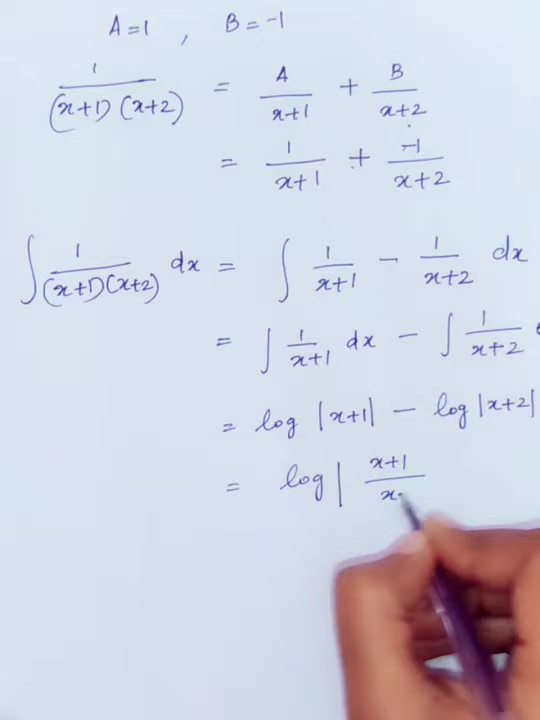 A=1 , B=-1
1/((x+1)(x+2)) = A/(x+1) + B/(x+2)
= 1/(x+1) + -1/(x+2)
∫ 1/((x+1)(x+2)) dx = ∫ 1/(x+1) - 1/(x+2) dx
= ∫ 1/(x+1) dx - ∫ 1/(x+2)
= log |x+1| - log |x+2|
= log | (x+1)/x